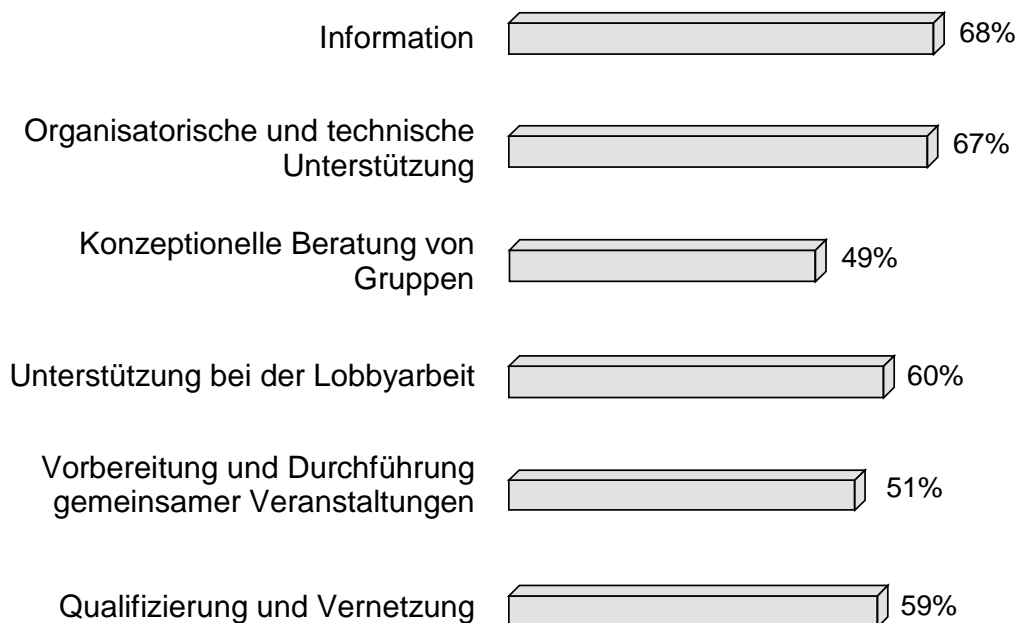 Information
68%
Organisatorische und technische
Unterstützung
67%
Konzeptionelle Beratung von
Gruppen
49%
Unterstützung bei der Lobbyarbeit
60%
Vorbereitung und Durchführung
gemeinsamer Veranstaltungen
51%
Qualifizierung und Vernetzung
59%